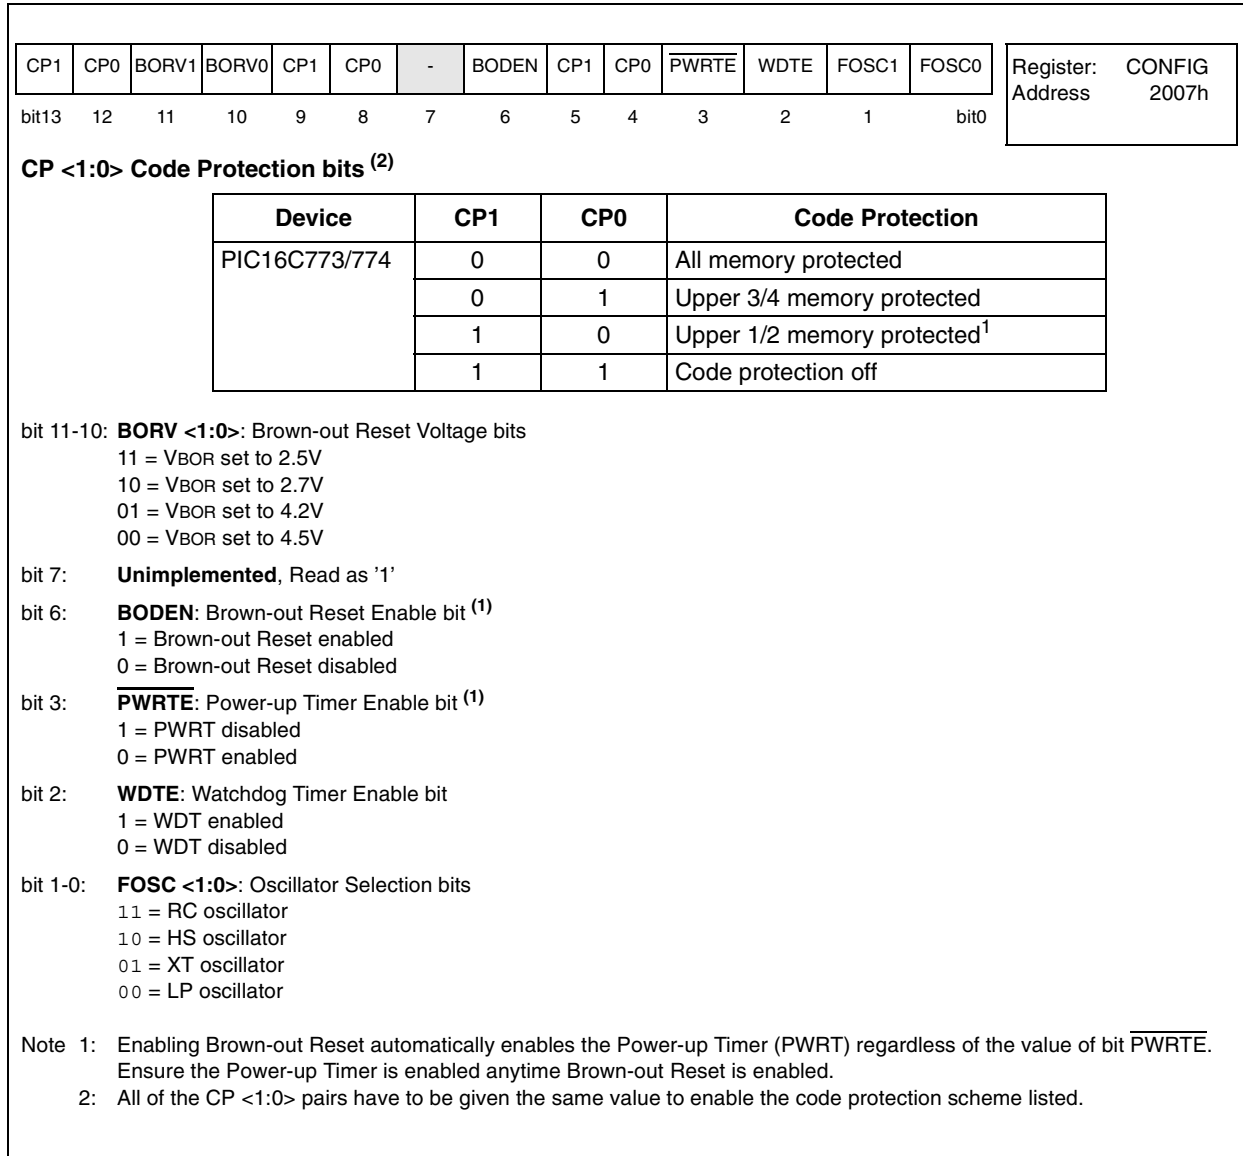 CP1 CP0 BORV1 BORV0 CP1 CP0 - BODEN CP1 CP0 PWRTE WDTE FOSC1 FOSC0
bit13 12 11 10 9 8 7 6 5 4 3 2 1 bit0
Register: CONFIG
Address 2007h
CP <1:0> Code Protection bits (2)
Device CP1 CP0 Code Protection
PIC16C773/774 0 0 All memory protected
0 1 Upper 3/4 memory protected
1 0 Upper 1/2 memory protected1
1 1 Code protection off
bit 11-10: BORV <1:0>: Brown-out Reset Voltage bits
11 = VBOR set to 2.5V
10 = VBOR set to 2.7V
01 = VBOR set to 4.2V
00 = VBOR set to 4.5V
bit 7: Unimplemented, Read as '1'
bit 6: BODEN: Brown-out Reset Enable bit (1)
1 = Brown-out Reset enabled
0 = Brown-out Reset disabled
bit 3: PWRTE: Power-up Timer Enable bit (1)
1 = PWRT disabled
0 = PWRT enabled
bit 2: WDTE: Watchdog Timer Enable bit
1 = WDT enabled
0 = WDT disabled
bit 1-0: FOSC <1:0>: Oscillator Selection bits
11 = RC oscillator
10 = HS oscillator
01 = XT oscillator
00 = LP oscillator
Note 1: Enabling Brown-out Reset automatically enables the Power-up Timer (PWRT) regardless of the value of bit PWRTE.
Ensure the Power-up Timer is enabled anytime Brown-out Reset is enabled.
2: All of the CP <1:0> pairs have to be given the same value to enable the code protection scheme listed.